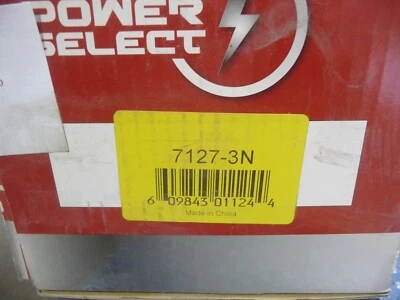 POWER
SELECT
7127-3N
6 09843 01124 4
Made in China